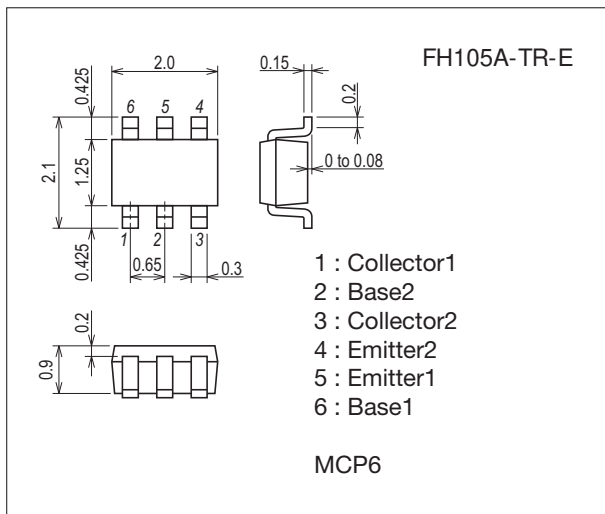 FH105A-TR-E
2.0
0.15
0.425
6 5 4
0.2
2.1
1.25
0 to 0.08
0.425
1 2 3
0.65
0.3
1 : Collector1
2 : Base2
3 : Collector2
4 : Emitter2
5 : Emitter1
6 : Base1
0.2
0.9
MCP6